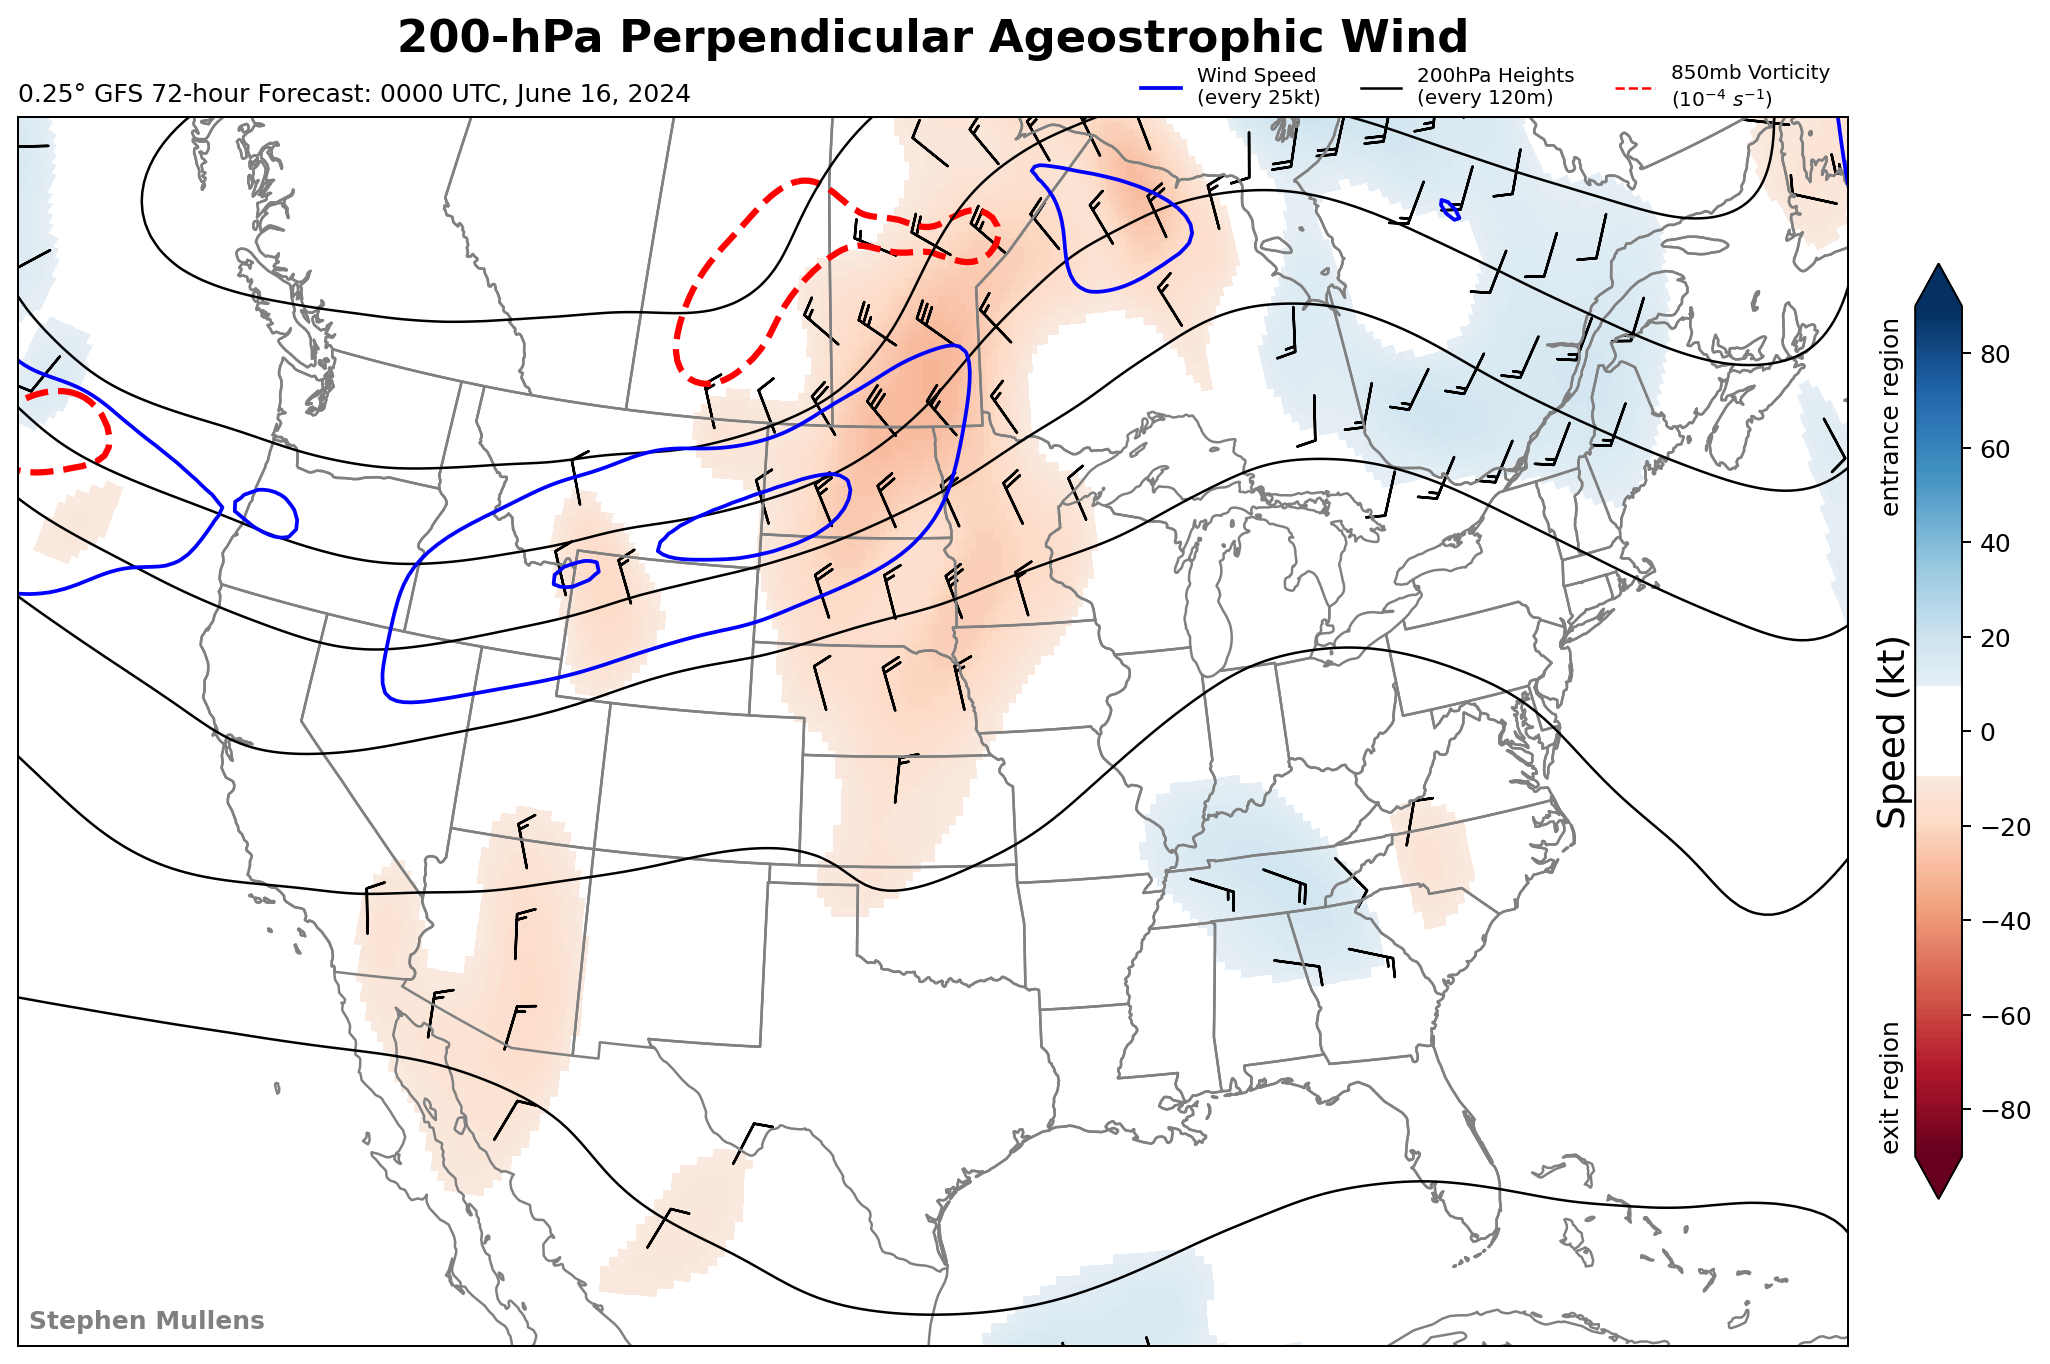 200-hPa Perpendicular Ageostrophic Wind
0.25° GFS 72-hour Forecast: 0000 UTC, June 16, 2024
Wind Speed
(every 25kt)
200hPa Heights
(every 120m)
850mb Vorticity
(10⁻⁴ s⁻¹)
entrance region
Speed (kt)
exit region
80
60
40
20
0
−20
−40
−60
−80
Stephen Mullens